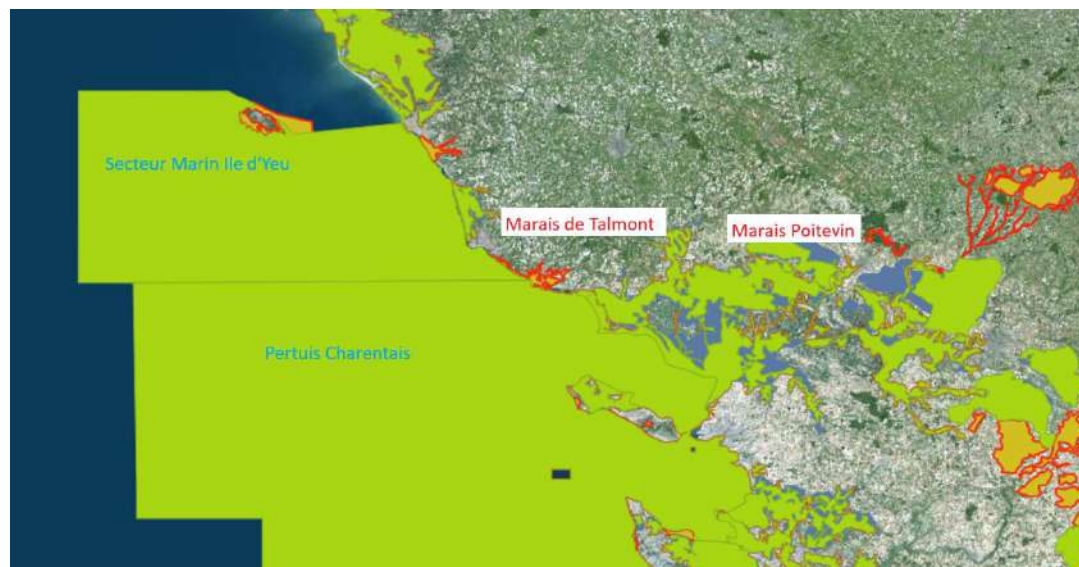 Secteur Marin Ile d'Yeu
Marais de Talmont
Marais Poitevin
Pertuis Charentais